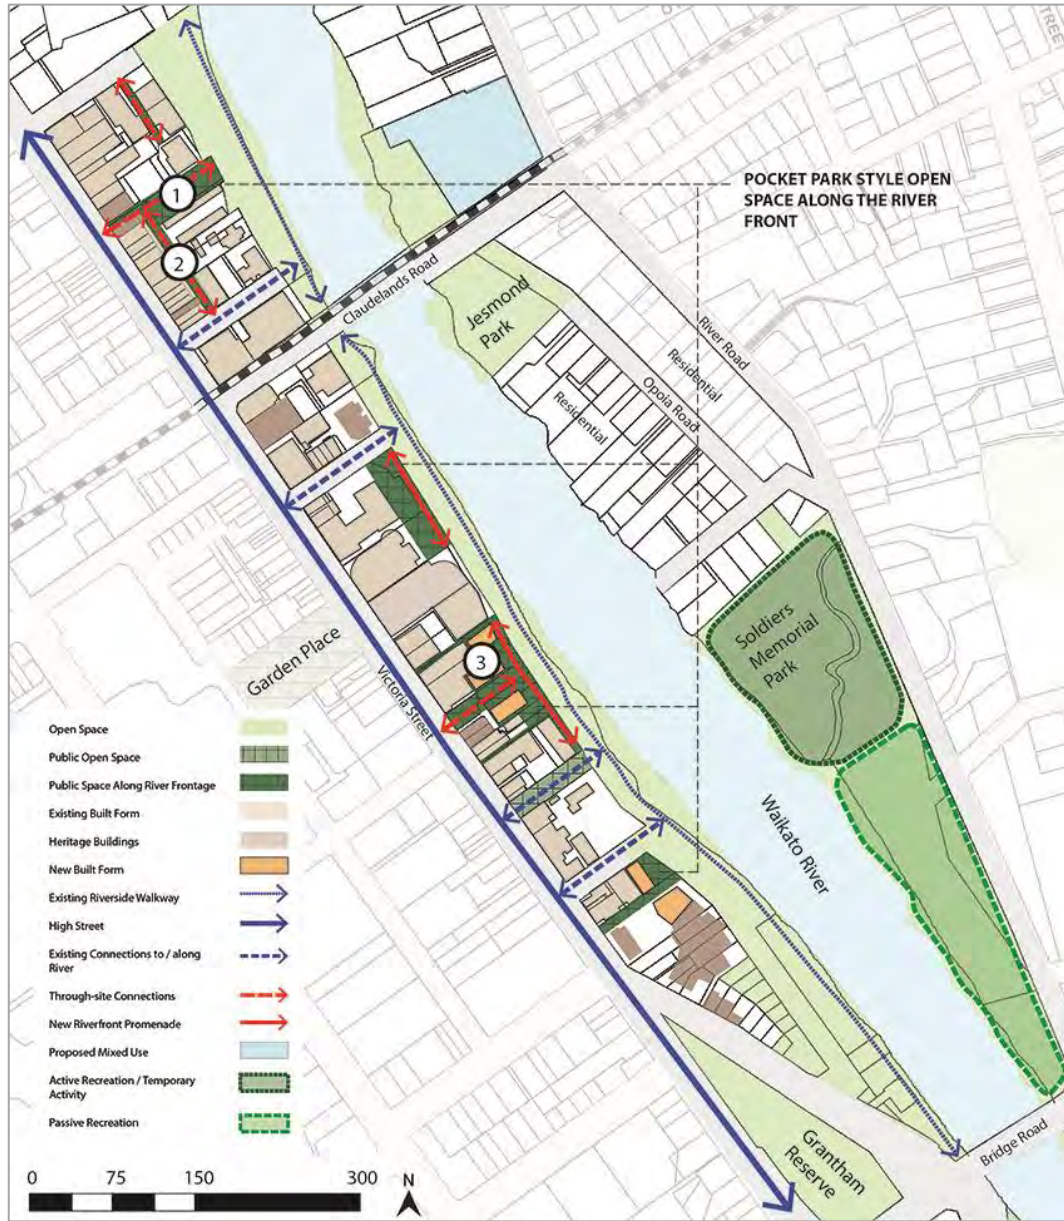 TREE
POCKET PARK STYLE OPEN
SPACE ALONG THE RIVER
FRONT
1
2
Claudelands Road
Jesmond
Park
River Road
Residential
Opoia Road
Residential
Soldiers
Memorial
Park
Garden Place
Victoria Street
3
Waikato River
Open Space
Public Open Space
Public Space Along River Frontage
Existing Built Form
Heritage Buildings
New Built Form
Existing Riverside Walkway
High Street
Existing Connections to / along
River
Through-site Connections
New Riverfront Promenade
Proposed Mixed Use
Active Recreation / Temporary
Activity
Passive Recreation
Bridge Road
Grantham
Reserve
0 75 150 300
N